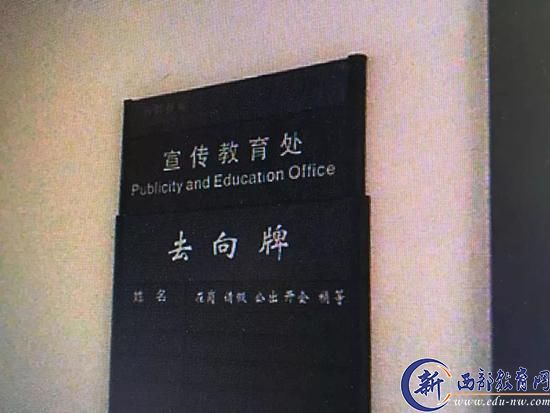 宣传教育处
Publicity and Education Office
去向牌
姓 名 在岗 请假 公出 开会 稍等
新 西部教育网
www.edu-nw.com